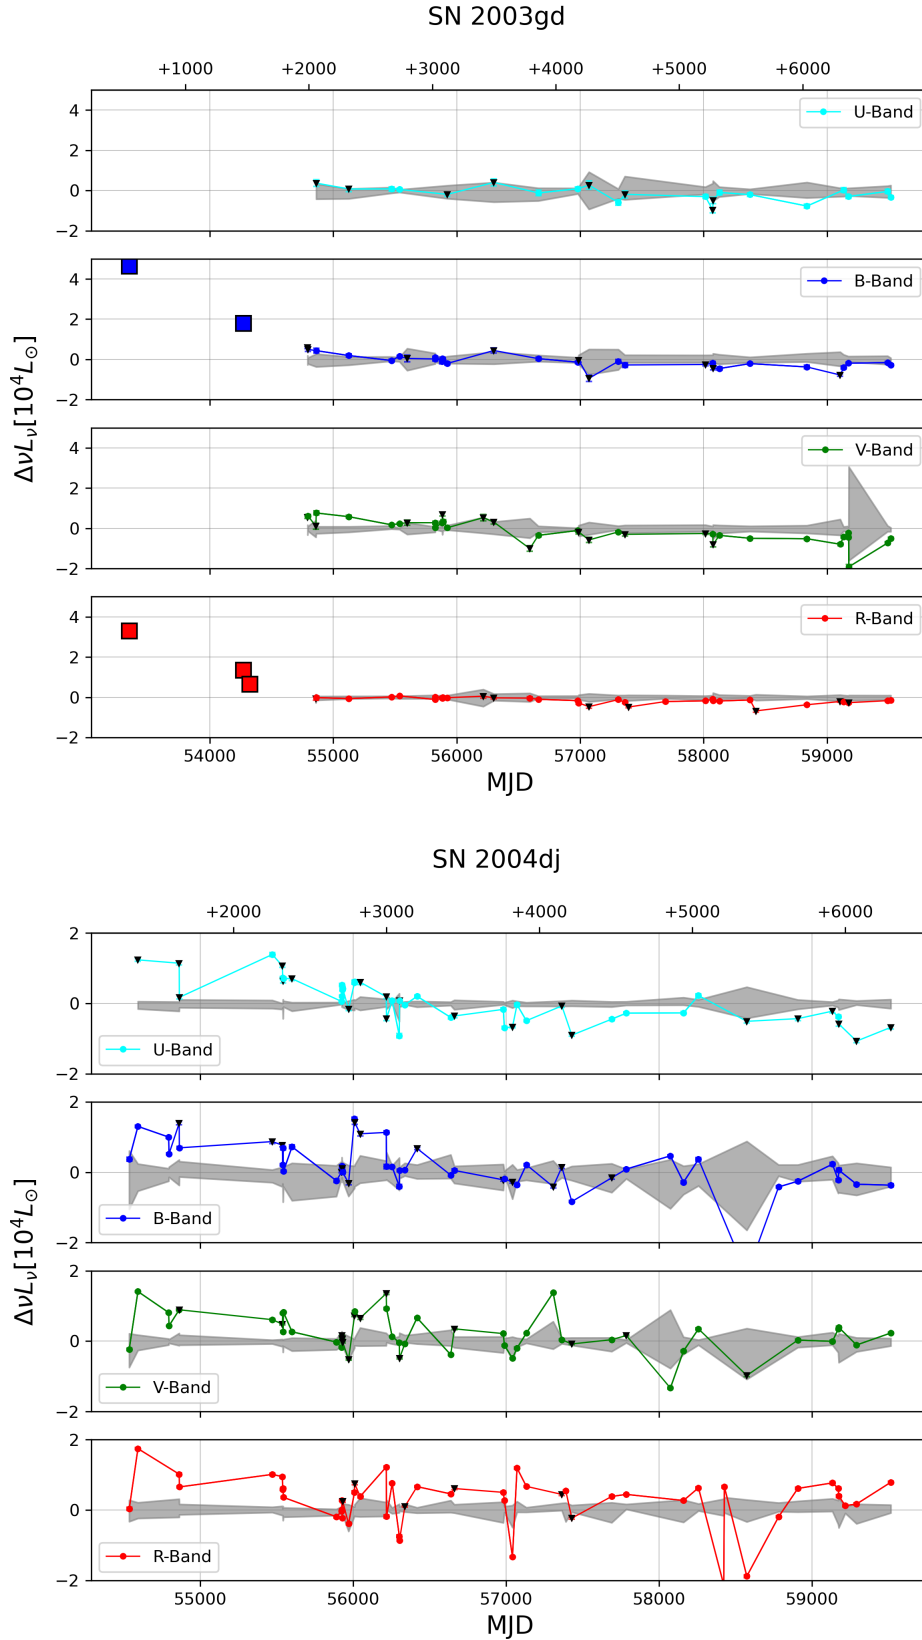 SN 2003gd
+1000 +2000 +3000 +4000 +5000 +6000
4
2
0
−2
U-Band
4
2
0
−2
B-Band
4
2
0
−2
V-Band
4
2
0
−2
R-Band
ΔνLν[10⁴L⊙]
54000 55000 56000 57000 58000 59000
MJD
SN 2004dj
+2000 +3000 +4000 +5000 +6000
2
0
−2
U-Band
2
0
−2
B-Band
2
0
−2
V-Band
2
0
−2
R-Band
ΔνLν[10⁴L⊙]
55000 56000 57000 58000 59000
MJD